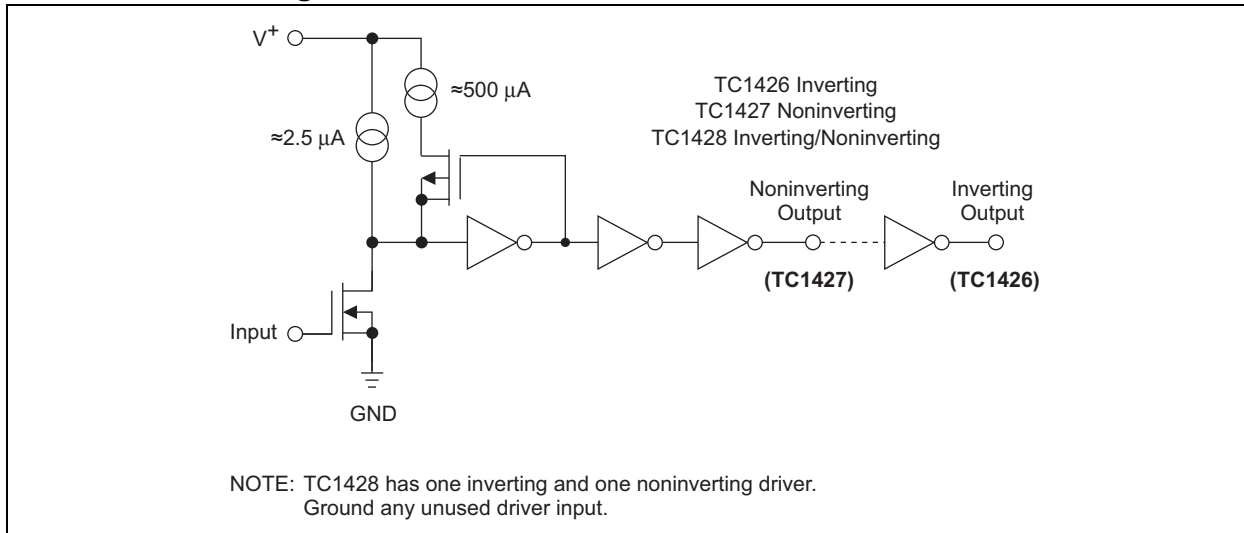 V+
≈500 μA
≈2.5 μA
TC1426 Inverting
TC1427 Noninverting
TC1428 Inverting/Noninverting
Noninverting
Output
Inverting
Output
(TC1427)
(TC1426)
Input
GND
NOTE: TC1428 has one inverting and one noninverting driver.
Ground any unused driver input.